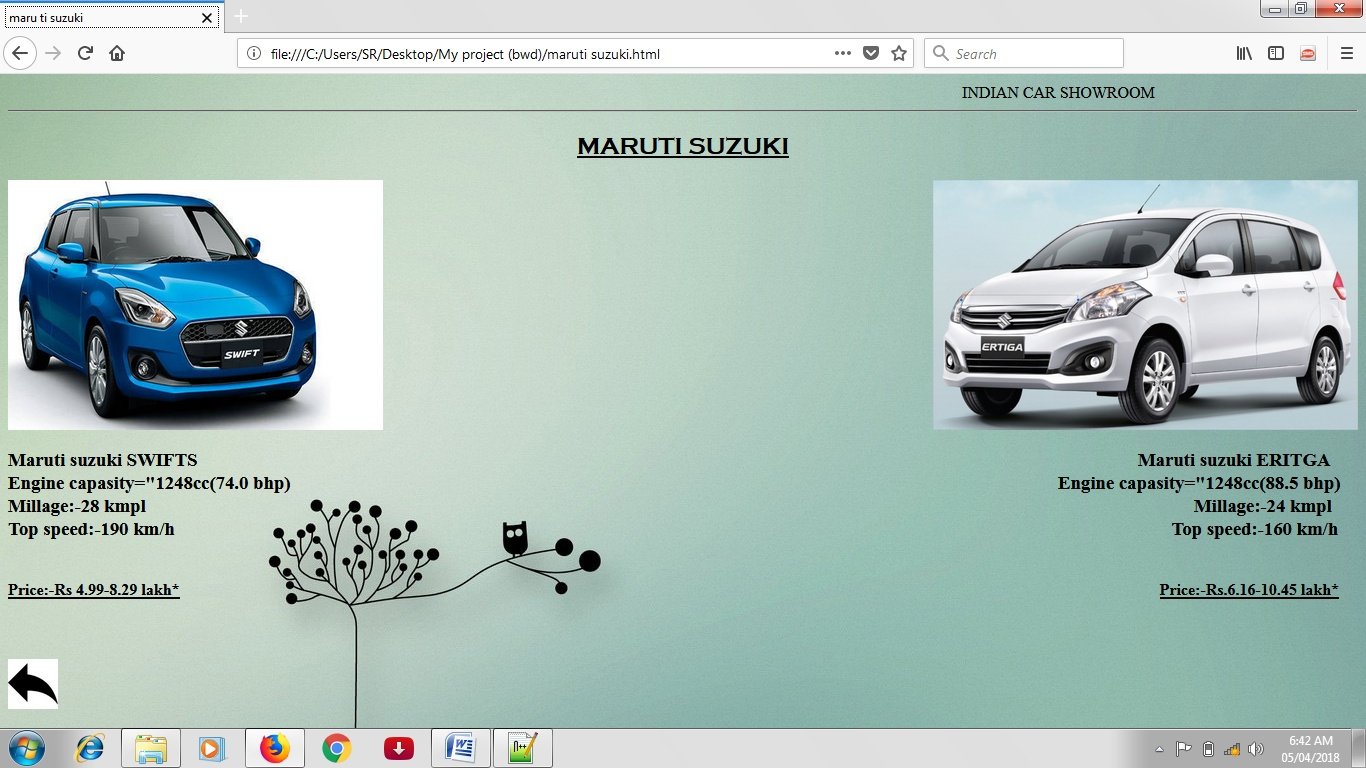 maru ti suzuki
file:///C:/Users/SR/Desktop/My project (bwd)/maruti suzuki.html
Search
INDIAN CAR SHOWROOM
MARUTI SUZUKI
SWIFT
ERTIGA
Maruti suzuki SWIFTS
Engine capasity="1248cc(74.0 bhp)
Millage:-28 kmpl
Top speed:-190 km/h
Price:-Rs 4.99-8.29 lakh*
Maruti suzuki ERITGA
Engine capasity="1248cc(88.5 bhp)
Millage:-24 kmpl
Top speed:-160 km/h
Price:-Rs.6.16-10.45 lakh*
6:42 AM
05/04/2018